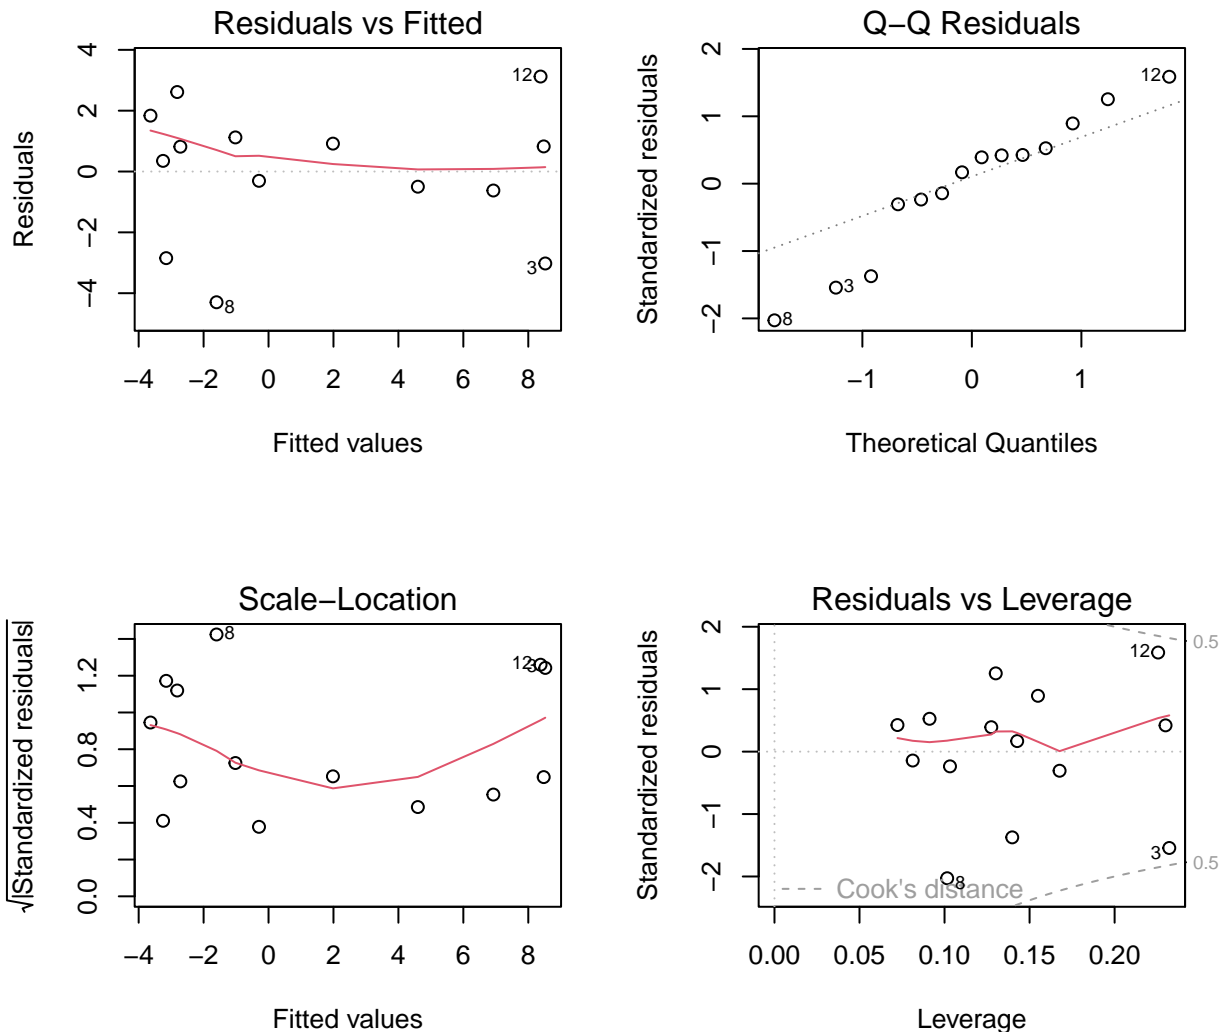 Residuals vs Fitted
4
2
0
−2
−4
Residuals
12
3
8
−4 −2 0 2 4 6 8
Fitted values
Q−Q Residuals
2
1
0
−1
−2
Standardized residuals
12
3
8
−1 0 1
Theoretical Quantiles
Scale−Location
1.2
0.8
0.4
0.0
√|Standardized residuals|
8
12
3
−4 −2 0 2 4 6 8
Fitted values
Residuals vs Leverage
2
1
0
−1
−2
Standardized residuals
0.5
12
3
0.5
8
Cook's distance
0.00 0.05 0.10 0.15 0.20
Leverage